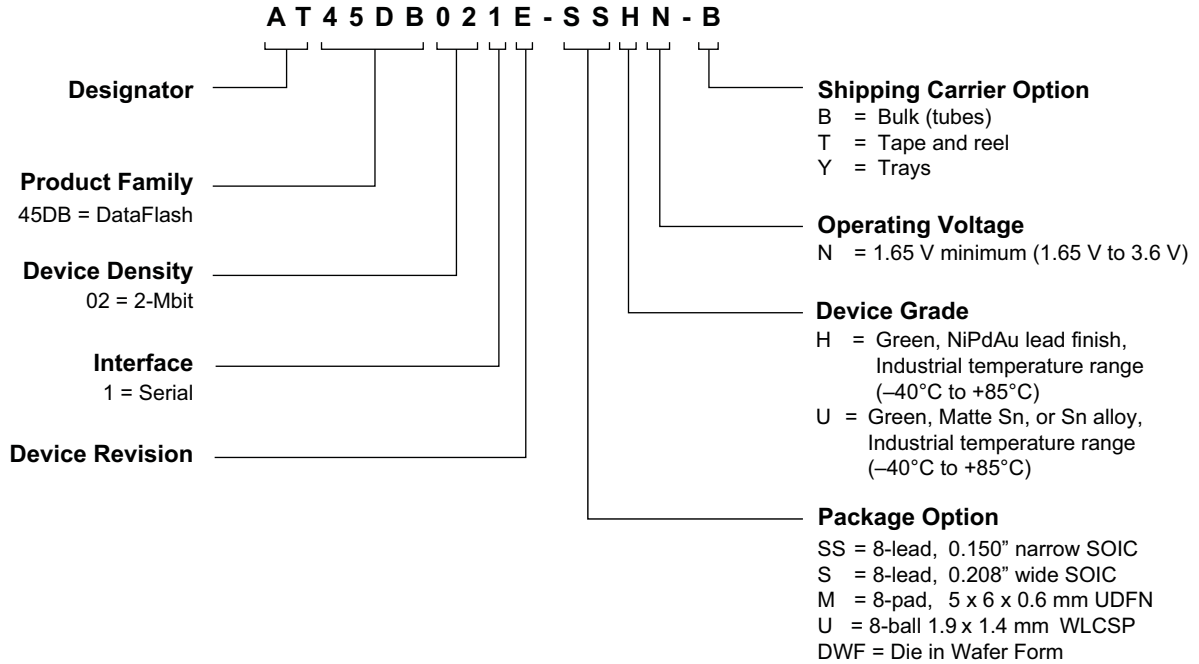 A T 4 5 D B 0 2 1 E - S S H N - B
Designator
Product Family
45DB = DataFlash
Device Density
02 = 2-Mbit
Interface
1 = Serial
Device Revision
Shipping Carrier Option
B = Bulk (tubes)
T = Tape and reel
Y = Trays
Operating Voltage
N = 1.65 V minimum (1.65 V to 3.6 V)
Device Grade
H = Green, NiPdAu lead finish,
Industrial temperature range
(–40°C to +85°C)
U = Green, Matte Sn, or Sn alloy,
Industrial temperature range
(–40°C to +85°C)
Package Option
SS = 8-lead, 0.150” narrow SOIC
S = 8-lead, 0.208” wide SOIC
M = 8-pad, 5 x 6 x 0.6 mm UDFN
U = 8-ball 1.9 x 1.4 mm WLCSP
DWF = Die in Wafer Form